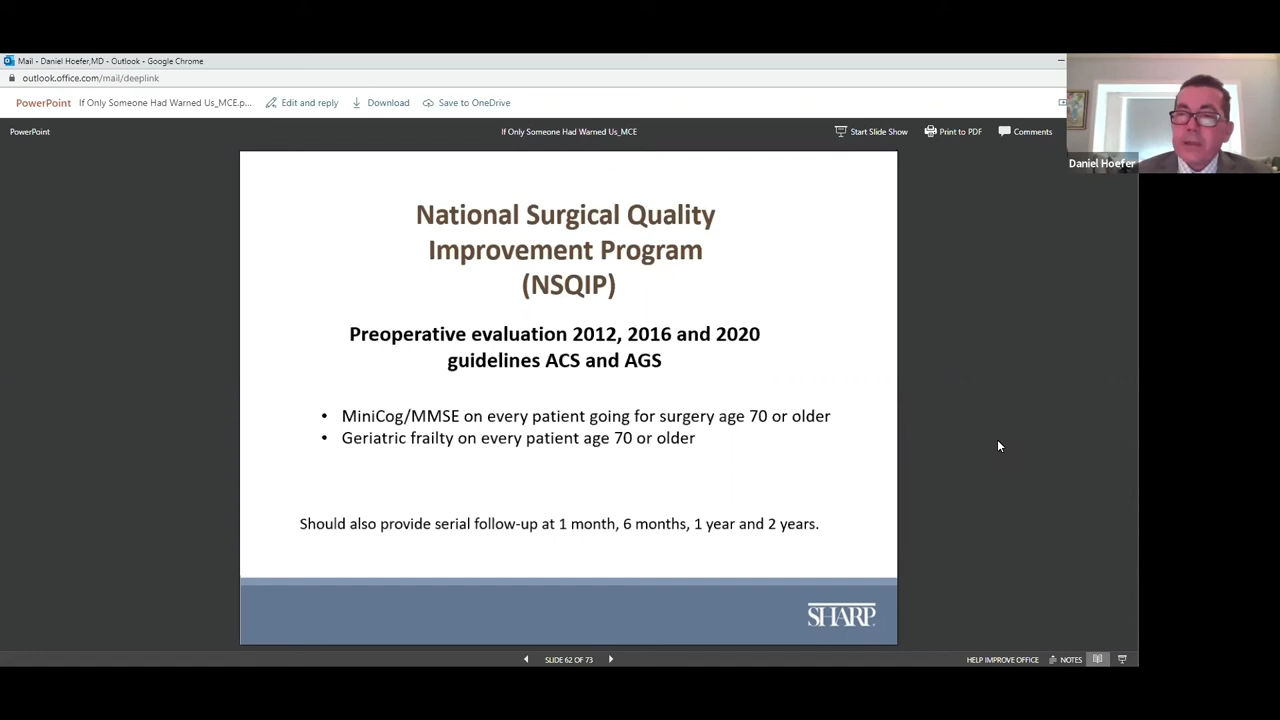 Mail - Daniel Hoefer,MD - Outlook - Google Chrome
outlook.office.com/mail/deeplink
PowerPoint If Only Someone Had Warned Us_MCE.p... Edit and reply Download Save to OneDrive
PowerPoint If Only Someone Had Warned Us_MCE Start Slide Show Print to PDF Comments
Daniel Hoefer
National Surgical Quality
Improvement Program
(NSQIP)
Preoperative evaluation 2012, 2016 and 2020
guidelines ACS and AGS
• MiniCog/MMSE on every patient going for surgery age 70 or older
• Geriatric frailty on every patient age 70 or older
Should also provide serial follow-up at 1 month, 6 months, 1 year and 2 years.
SHARP
SLIDE 62 OF 73 HELP IMPROVE OFFICE NOTES